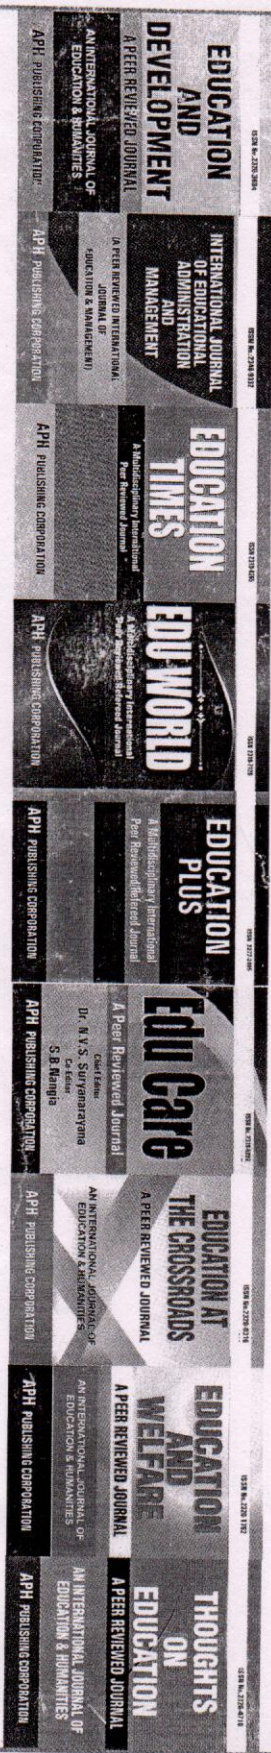 EDUCATION
AND
DEVELOPMENT
A PEER REVIEWED JOURNAL
AN INTERNATIONAL JOURNAL OF
EDUCATION & HUMANITIES
APH PUBLISHING CORPORATION
INTERNATIONAL JOURNAL
OF EDUCATIONAL
ADMINISTRATION
AND
MANAGEMENT
(A PEER REVIEWED INTERNATIONAL
JOURNAL OF
EDUCATION & MANAGEMENT)
APH PUBLISHING CORPORATION
EDUCATION
TIMES
A Multidisciplinary International
Peer Reviewed Journal
APH PUBLISHING CORPORATION
EDU WORLD
A Multidisciplinary International
Peer Reviewed Refereed Journal
APH PUBLISHING CORPORATION
EDUCATION
PLUS
A Multidisciplinary International
Peer Reviewed Refereed Journal
APH PUBLISHING CORPORATION
Edu Care
A Peer Reviewed Journal
Chief Editor
Dr. N.V.S. Suryanarayana
Co Editor
S.B. Nangia
APH PUBLISHING CORPORATION
EDUCATION AT
THE CROSSROADS
A PEER REVIEWED JOURNAL
AN INTERNATIONAL JOURNAL OF
EDUCATION & HUMANITIES
APH PUBLISHING CORPORATION
EDUCATION
AND
WELFARE
A PEER REVIEWED JOURNAL
AN INTERNATIONAL JOURNAL OF
EDUCATION & HUMANITIES
APH PUBLISHING CORPORATION
THOUGHTS
ON
EDUCATION
A PEER REVIEWED JOURNAL
AN INTERNATIONAL JOURNAL OF
EDUCATION & HUMANITIES
APH PUBLISHING CORPORATION